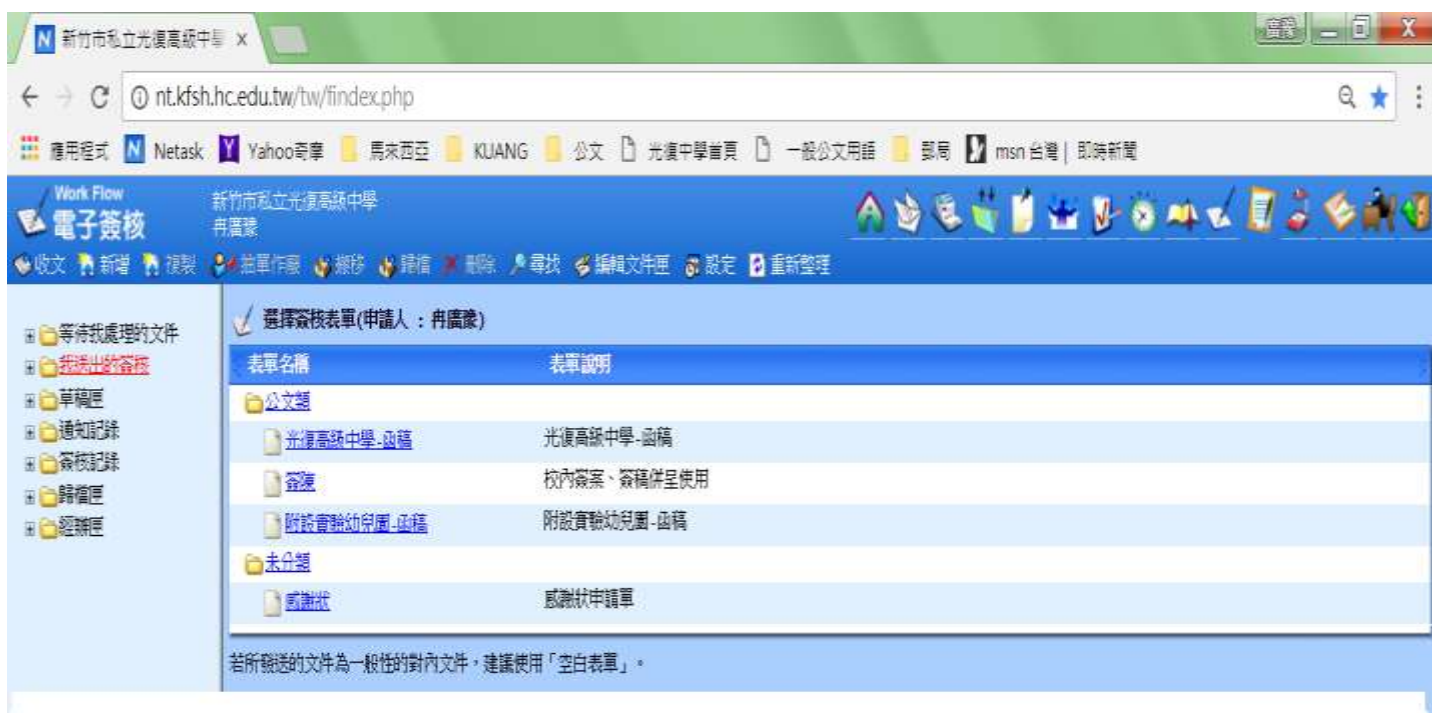 新竹市私立光復高級中學
nt.kfsh.hc.edu.tw/tw/findex.php
應用程式 Netask Yahoo奇摩 馬來西亞 KUANG 公文 光復中學首頁 一般公文用語 郵局 msn 台灣 | 即時新聞
Work Flow
電子簽核
新竹市私立光復高級中學
冉廣豫
收文 新增 複製 抽單作廢 搬移 歸檔 刪除 尋找 編輯文件匣 設定 重新整理
等待我處理的文件
我送出的簽核
草稿匣
通知記錄
簽核記錄
歸檔匣
經辦匣
選擇簽核表單(申請人 : 冉廣豫)
表單名稱 表單說明
公文類
光復高級中學-函稿 光復高級中學-函稿
簽陳 校內簽案、簽稿併呈使用
附設實驗幼兒園-函稿 附設實驗幼兒園-函稿
未分類
感謝狀 感謝狀申請單
若所發送的文件為一般性的對內文件，建議使用「空白表單」。